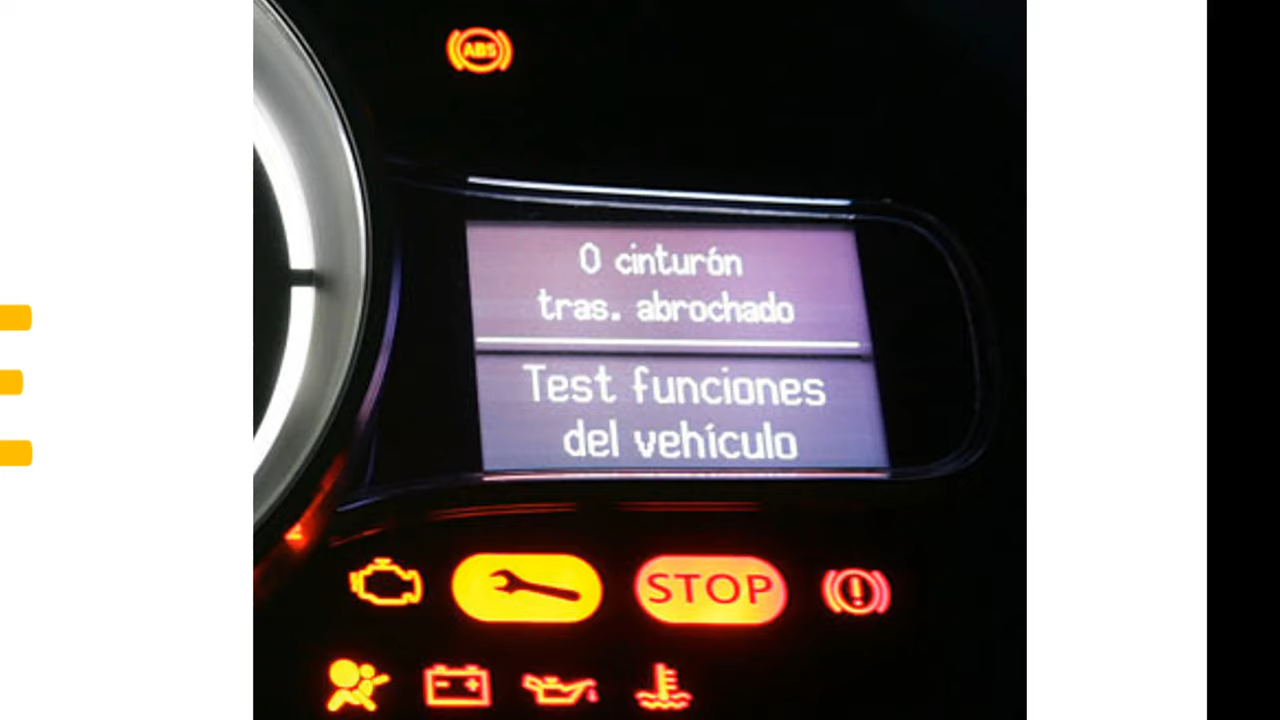 ABS
0 cinturón
tras. abrochado
Test funciones
del vehículo
STOP